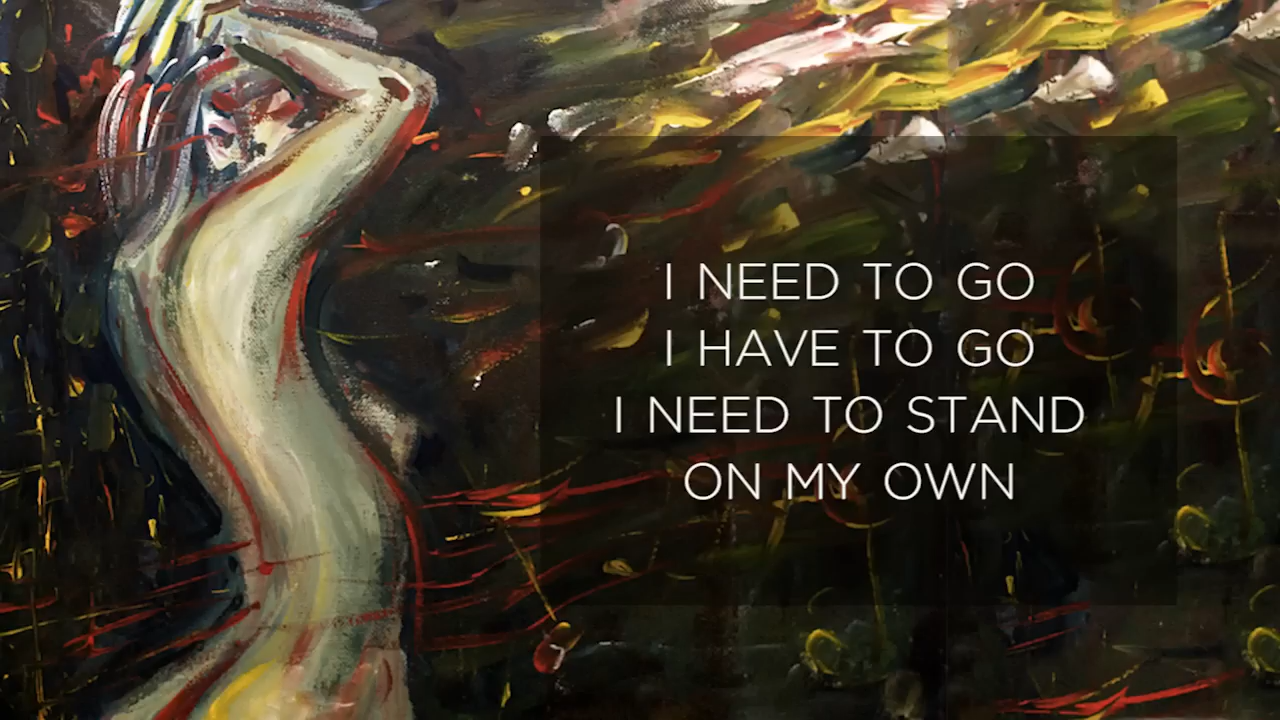 I NEED TO GO
I HAVE TO GO
I NEED TO STAND
ON MY OWN